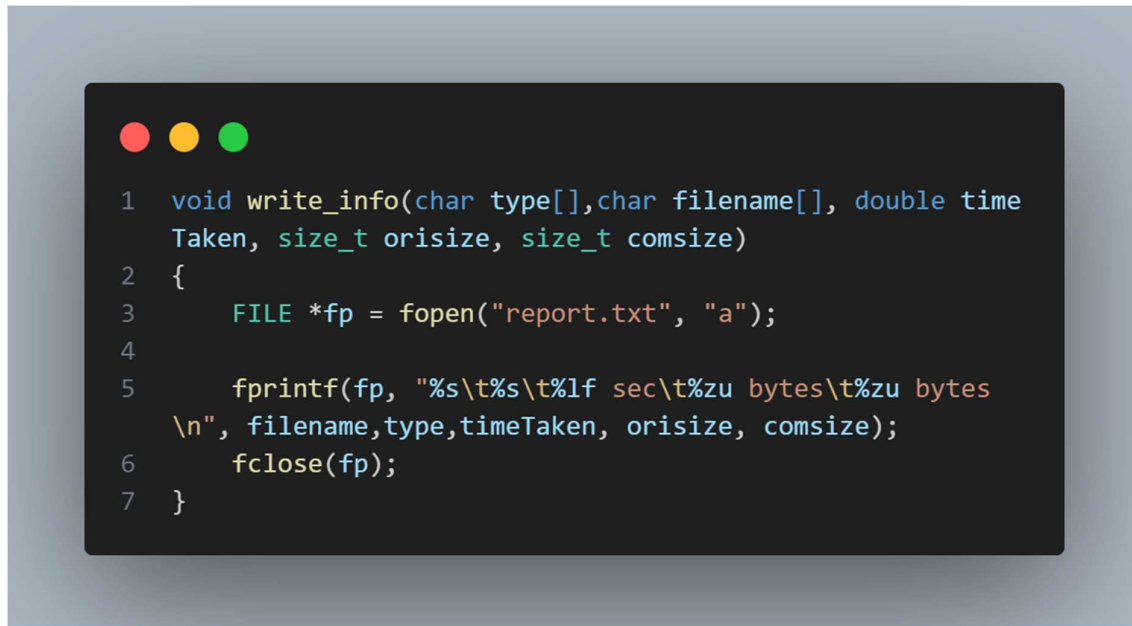 1 void write_info(char type[],char filename[], double time
Taken, size_t orisize, size_t comsize)
2 {
3 FILE *fp = fopen("report.txt", "a");
4
5 fprintf(fp, "%s\t%s\t%lf sec\t%zu bytes\t%zu bytes
\n", filename,type,timeTaken, orisize, comsize);
6 fclose(fp);
7 }